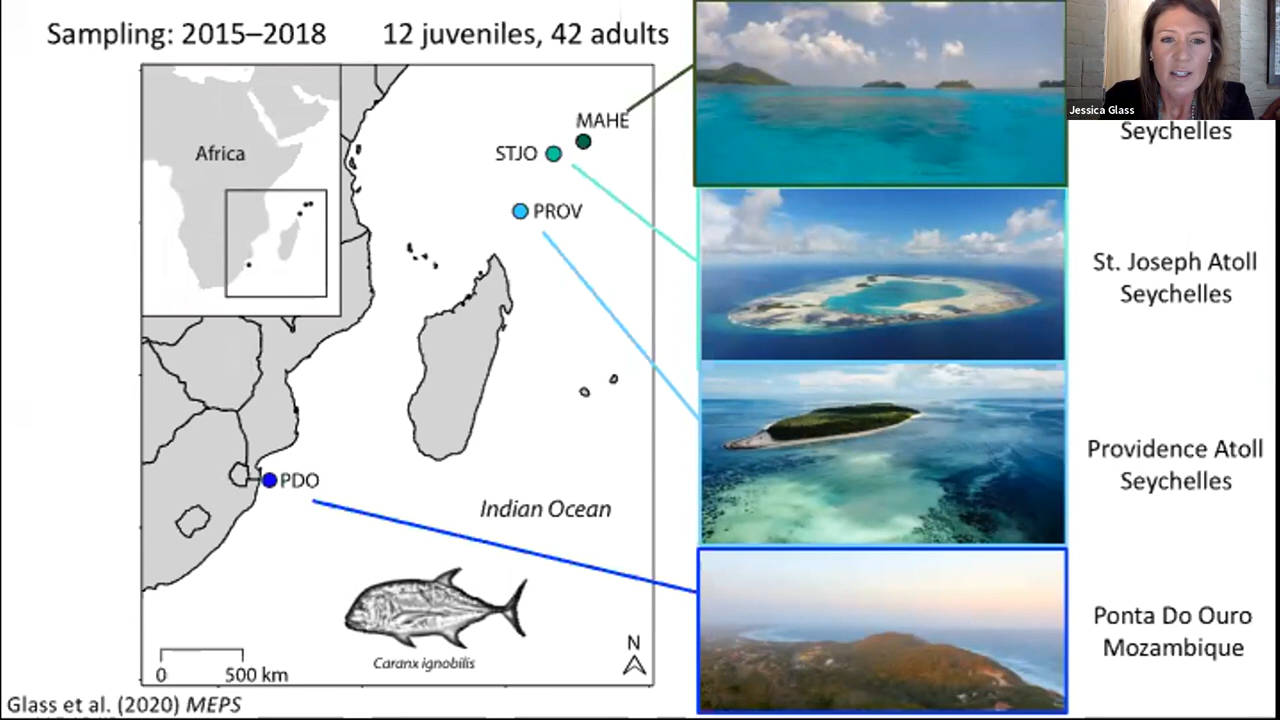 Sampling: 2015–2018
12 juveniles, 42 adults
Jessica Glass
Africa
MAHE
STJO
PROV
PDO
Indian Ocean
Caranx ignobilis
0
500 km
N
Seychelles
St. Joseph Atoll
Seychelles
Providence Atoll
Seychelles
Ponta Do Ouro
Mozambique
Glass et al. (2020) MEPS